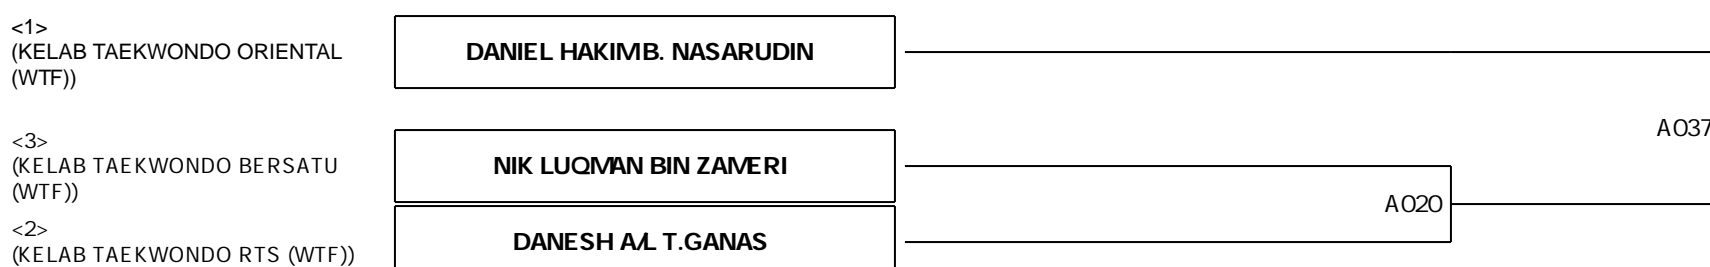 <1>
(KELAB TAEKWONDO ORIENTAL
(WTF))
DANIEL HAKIM B. NASARUDIN
A037
<3>
(KELAB TAEKWONDO BERSATU
(WTF))
NIK LUQMAN BIN ZAMERI
A020
<2>
(KELAB TAEKWONDO RTS (WTF))
DANESH A/L T.GANAS